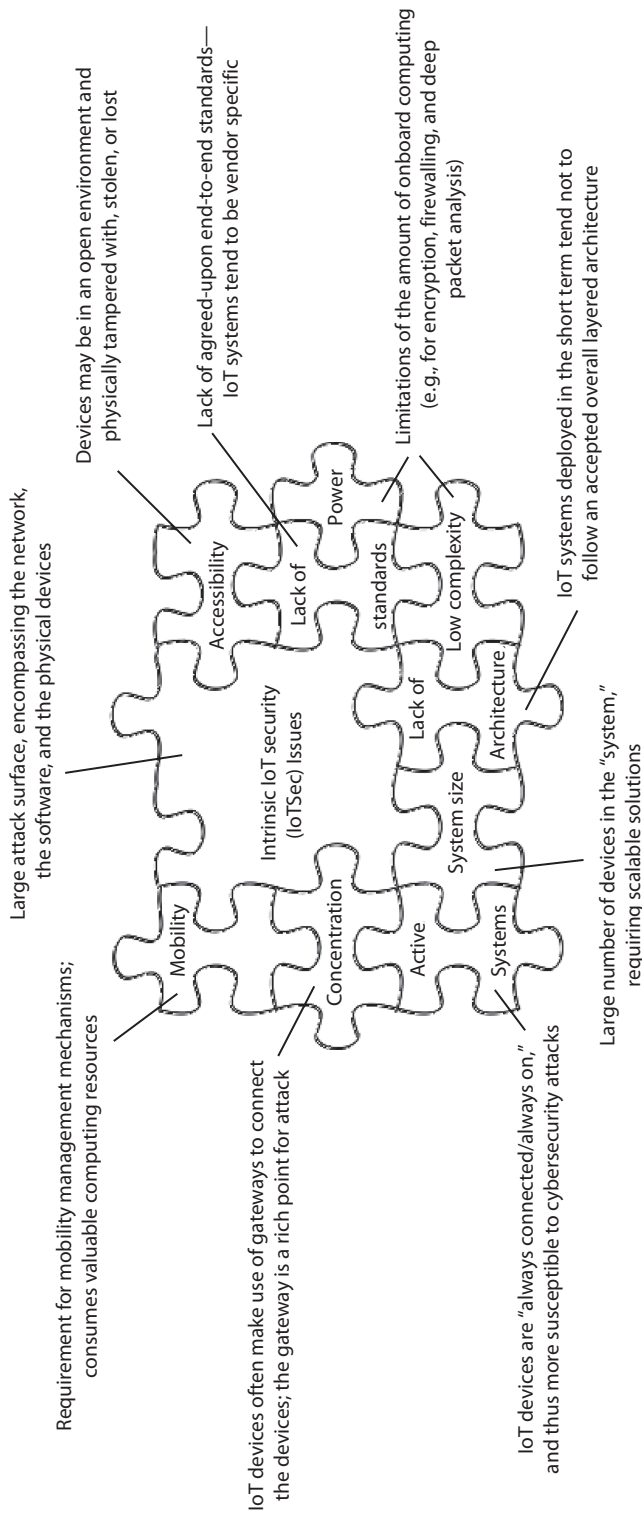 Large attack surface, encompassing the network,
the software, and the physical devices
Requirement for mobility management mechanisms;
consumes valuable computing resources
Devices may be in an open environment and
physically tampered with, stolen, or lost
IoT devices often make use of gateways to connect
the devices; the gateway is a rich point for attack
Lack of agreed-upon end-to-end standards—
IoT systems tend to be vendor specific
Mobility
Accessibility
Intrinsic IoT security
(IoTSec) Issues
Concentration
Lack of
standards
Power
Active
Systems
System size
Lack of
Architecture
Low complexity
Limitations of the amount of onboard computing
(e.g., for encryption, firewalling, and deep
packet analysis)
IoT devices are “always connected/always on,”
and thus more susceptible to cybersecurity attacks
Large number of devices in the “system,”
requiring scalable solutions
IoT systems deployed in the short term tend not to
follow an accepted overall layered architecture